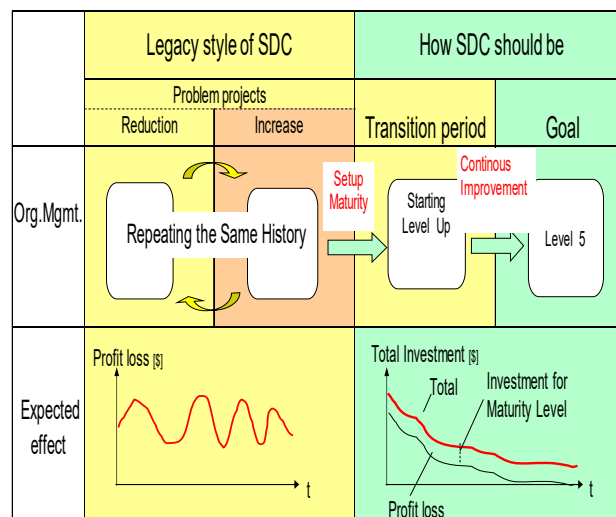 Legacy style of SDC
How SDC should be
Problem projects
Reduction
Increase
Transition period
Goal
Org.Mgmt.
Repeating the Same History
Setup
Maturity
Starting
Level Up
Continous
Improvement
Level 5
Expected
effect
Profit loss [$]
t
Total Investment [$]
Total
Investment for
Maturity Level
Profit loss
t